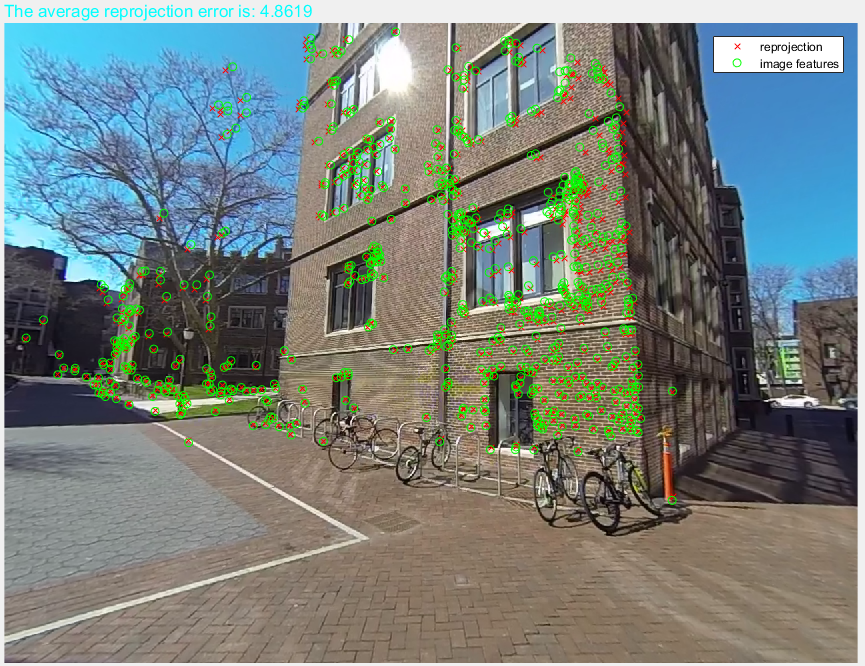 The average reprojection error is: 4.8619
reprojection
image features